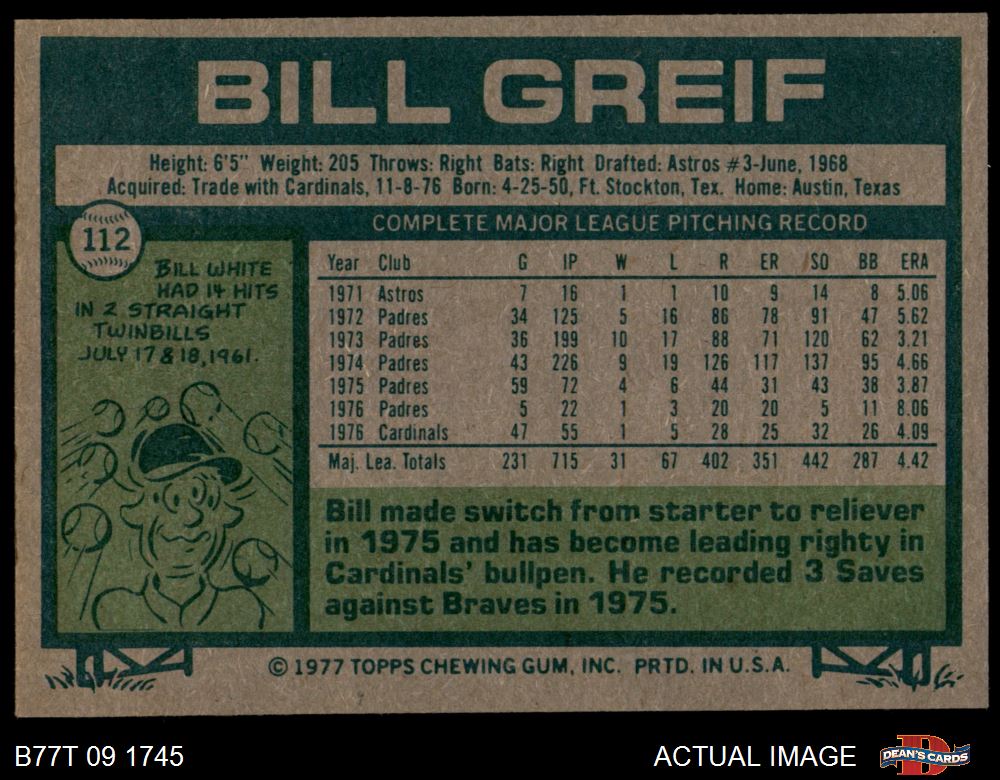 BILL GREIF
Height: 6'5" Weight: 205 Throws: Right Bats: Right Drafted: Astros #3-June, 1968
Acquired: Trade with Cardinals, 11-8-76 Born: 4-25-50, Ft. Stockton, Tex. Home: Austin, Texas
112
BILL WHITE
HAD 14 HITS
IN 2 STRAIGHT
TWINBILLS
JULY 17 & 18, 1961.
COMPLETE MAJOR LEAGUE PITCHING RECORD
Year Club G IP W L R ER SO BB ERA
1971 Astros 7 16 1 1 10 9 14 8 5.06
1972 Padres 34 125 5 16 86 78 91 47 5.62
1973 Padres 36 199 10 17 88 71 120 62 3.21
1974 Padres 43 226 9 19 126 117 137 95 4.66
1975 Padres 59 72 4 6 44 31 43 38 3.87
1976 Padres 5 22 1 3 20 20 5 11 8.06
1976 Cardinals 47 55 1 5 28 25 32 26 4.09
Maj. Lea. Totals 231 715 31 67 402 351 442 287 4.42
Bill made switch from starter to reliever
in 1975 and has become leading righty in
Cardinals' bullpen. He recorded 3 Saves
against Braves in 1975.
© 1977 TOPPS CHEWING GUM, INC. PRTD. IN U.S.A.
B77T 09 1745
ACTUAL IMAGE
D
DEAN'S CARDS